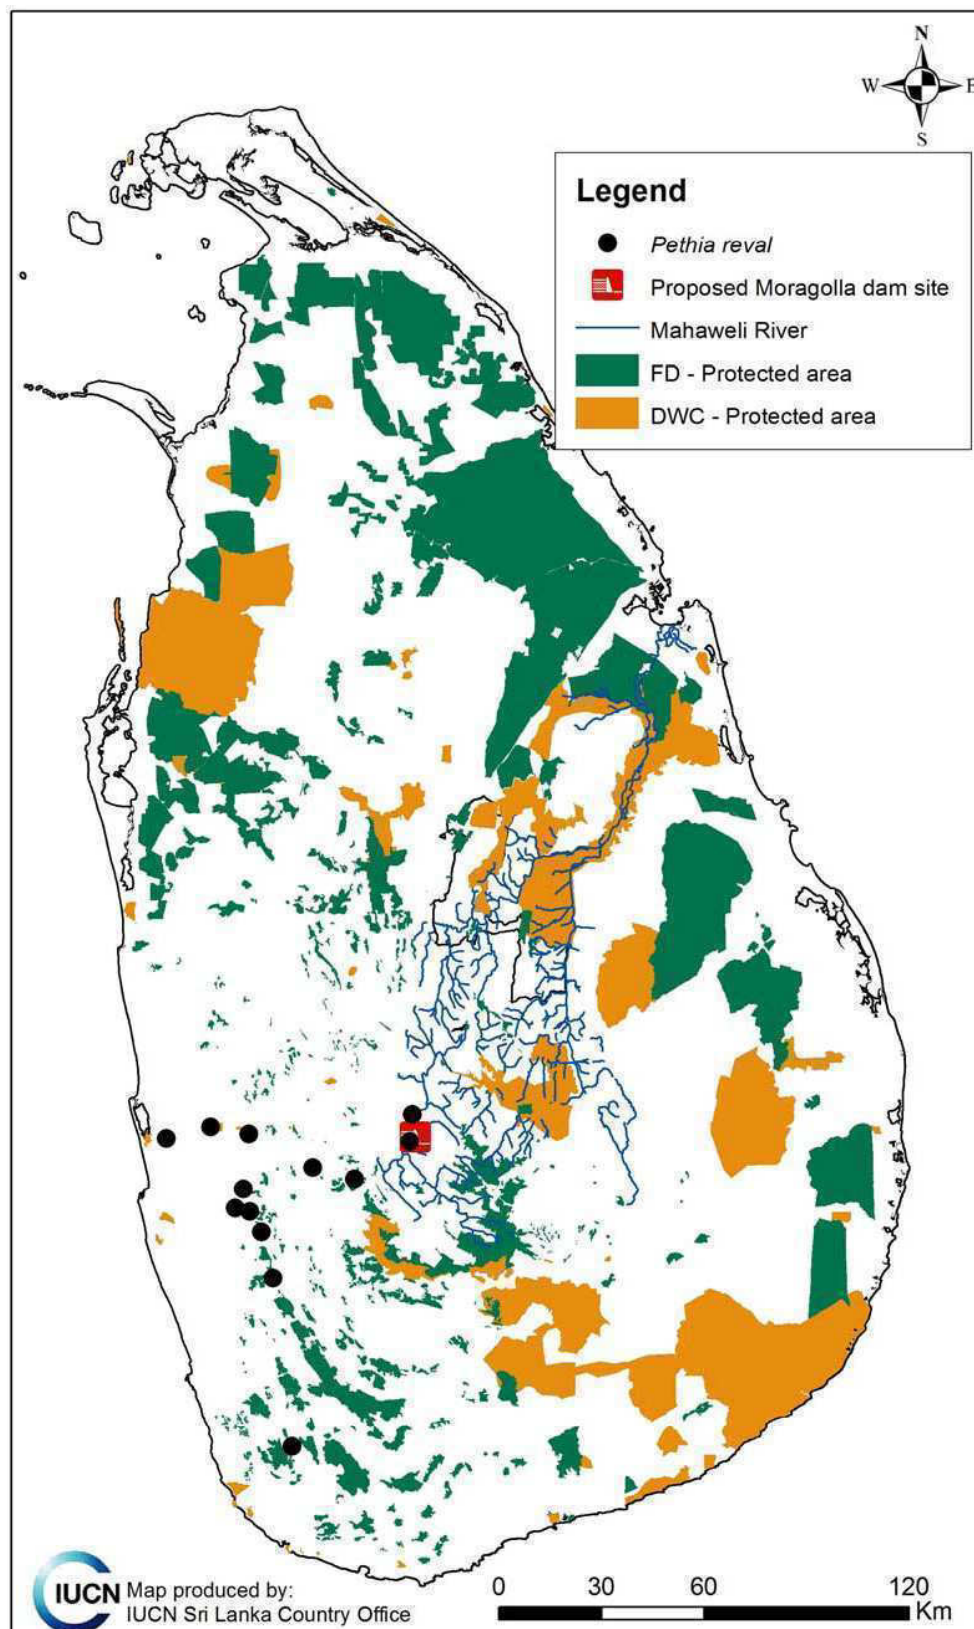 N
W E
S
Legend
Pethia reval
Proposed Moragolla dam site
Mahaweli River
FD - Protected area
DWC - Protected area
IUCN
Map produced by:
IUCN Sri Lanka Country Office
0 30 60 120
Km